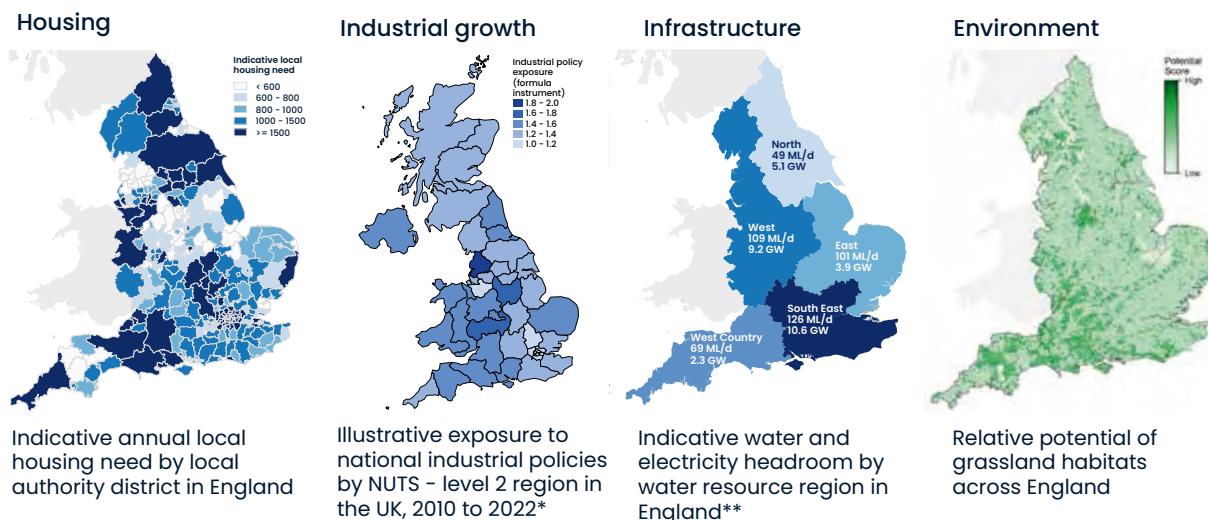 Housing
Indicative local
housing need
< 600
600 - 800
800 - 1000
1000 - 1500
>= 1500
Indicative annual local
housing need by local
authority district in England
Industrial growth
Industrial policy
exposure
(formula
instrument)
1.8 - 2.0
1.6 - 1.8
1.4 - 1.6
1.2 - 1.4
1.0 - 1.2
Illustrative exposure to
national industrial policies
by NUTS - level 2 region in
the UK, 2010 to 2022*
Infrastructure
North
49 ML/d
5.1 GW
West
109 ML/d
9.2 GW
East
101 ML/d
3.9 GW
South East
126 ML/d
10.6 GW
West Country
69 ML/d
2.3 GW
Indicative water and
electricity headroom by
water resource region in
England**
Environment
Potential
Score
High
Low
Relative potential of
grassland habitats
across England